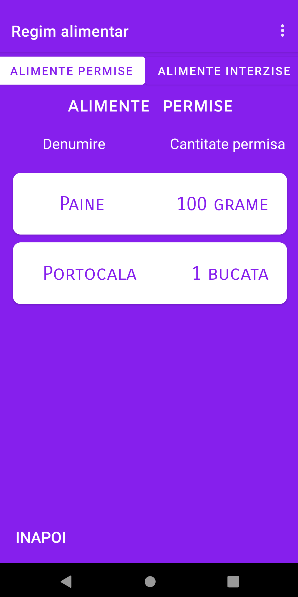 Regim alimentar
ALIMENTE PERMISE ALIMENTE INTERZISE
ALIMENTE PERMISE
Denumire Cantitate permisa
PAINE 100 GRAME
PORTOCALA 1 BUCATA
INAPOI